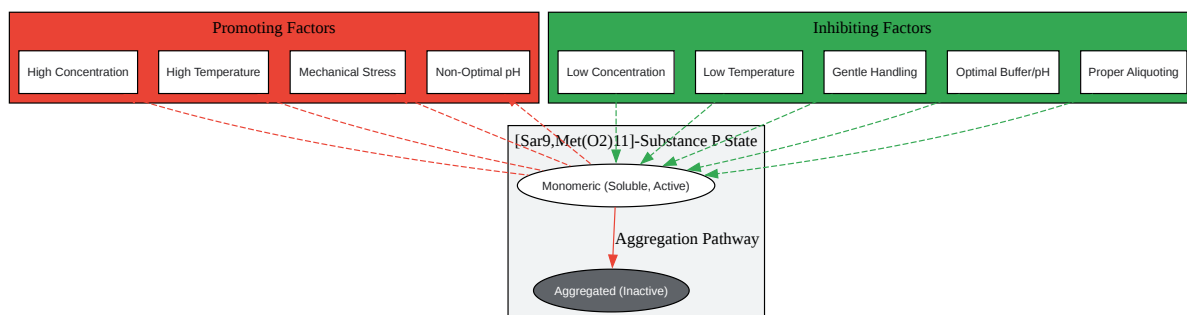 Promoting Factors
High Concentration
High Temperature
Mechanical Stress
Non-Optimal pH
Inhibiting Factors
Low Concentration
Low Temperature
Gentle Handling
Optimal Buffer/pH
Proper Aliquoting
[Sar9,Met(O2)11]-Substance P State
Monomeric (Soluble, Active)
Aggregation Pathway
Aggregated (Inactive)